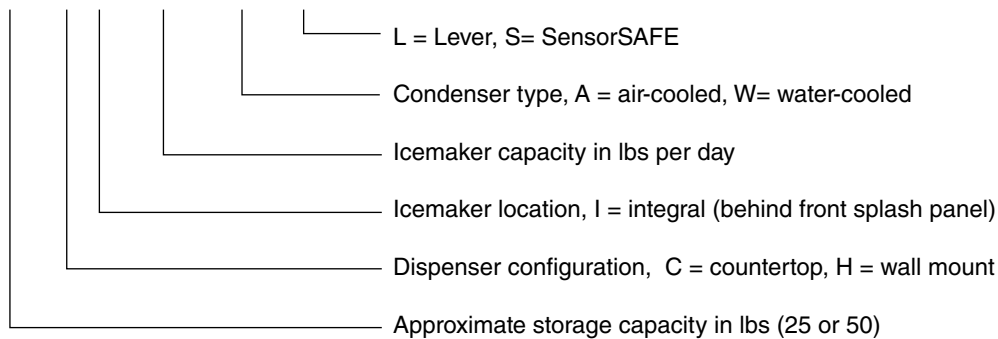 L = Lever, S= SensorSAFE
Condenser type, A = air-cooled, W= water-cooled
Icemaker capacity in lbs per day
Icemaker location, I = integral (behind front splash panel)
Dispenser configuration,  C = countertop, H = wall mount
Approximate storage capacity in lbs (25 or 50)